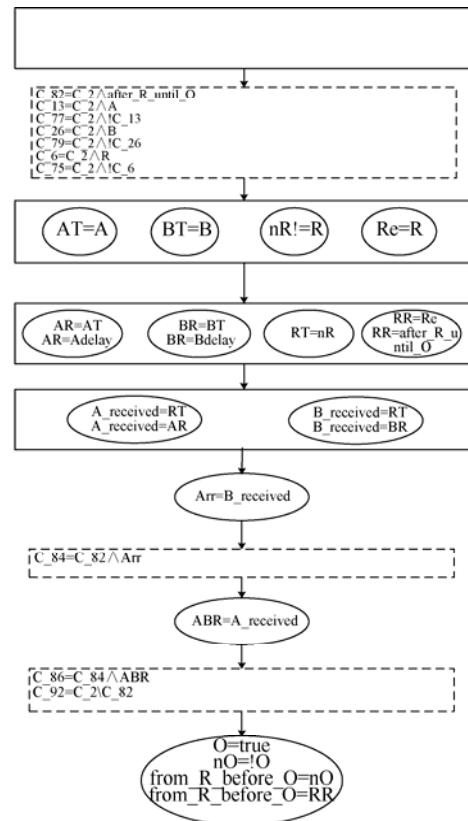 C_82=C_2∧after_R_until_O
C_13=C_2∧A
C_77=C_2∧!C_13
C_26=C_2∧B
C_79=C_2∧!C_26
C_6=C_2∧R
C_75=C_2∧!C_6
AT=A
BT=B
nR!=R
Re=R
AR=AT
AR=Adelay
BR=BT
BR=Bdelay
RT=nR
RR=Re
RR=after_R_u
ntil_O
A_received=RT
A_received=AR
B_received=RT
B_received=BR
Arr=B_received
C_84=C_82∧Arr
ABR=A_received
C_86=C_84∧ABR
C_92=C_2\C_82
O=true
nO=!O
from_R_before_O=nO
from_R_before_O=RR